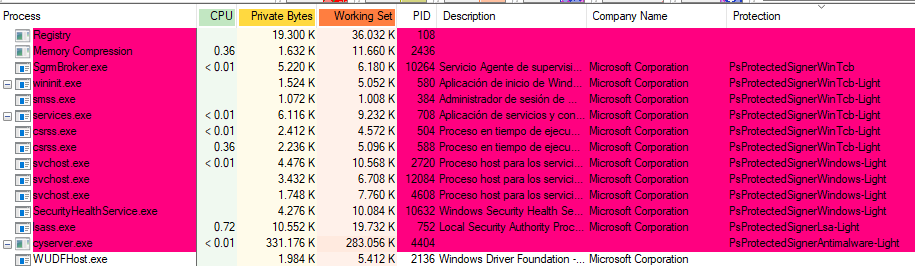 Process CPU Private Bytes Working Set PID Description Company Name Protection
Registry 19.300 K 36.032 K 108
Memory Compression 0.36 1.632 K 11.660 K 2436
SgrmBroker.exe < 0.01 5.220 K 6.180 K 10264 Servicio Agente de supervisi... Microsoft Corporation PsProtectedSignerWinTcb
wininit.exe 1.524 K 5.052 K 580 Aplicación de inicio de Wind... Microsoft Corporation PsProtectedSignerWinTcb-Light
smss.exe 1.072 K 1.008 K 384 Administrador de sesión de ... Microsoft Corporation PsProtectedSignerWinTcb-Light
services.exe < 0.01 6.116 K 9.232 K 708 Aplicación de servicios y con... Microsoft Corporation PsProtectedSignerWinTcb-Light
csrss.exe < 0.01 2.412 K 4.572 K 504 Proceso en tiempo de ejecu... Microsoft Corporation PsProtectedSignerWinTcb-Light
csrss.exe 0.36 2.236 K 5.096 K 588 Proceso en tiempo de ejecu... Microsoft Corporation PsProtectedSignerWinTcb-Light
svchost.exe < 0.01 4.476 K 10.568 K 2720 Proceso host para los servici... Microsoft Corporation PsProtectedSignerWindows-Light
svchost.exe 3.432 K 6.708 K 12084 Proceso host para los servici... Microsoft Corporation PsProtectedSignerWindows-Light
svchost.exe 1.748 K 7.760 K 4608 Proceso host para los servici... Microsoft Corporation PsProtectedSignerWindows-Light
SecurityHealthService.exe 4.276 K 10.084 K 10632 Windows Security Health Se... Microsoft Corporation PsProtectedSignerWindows-Light
lsass.exe 0.72 10.552 K 19.732 K 752 Local Security Authority Proc... Microsoft Corporation PsProtectedSignerLsa-Light
cyserver.exe < 0.01 331.176 K 283.056 K 4404 PsProtectedSignerAntimalware-Light
WUDFHost.exe 1.984 K 5.412 K 2136 Windows Driver Foundation -... Microsoft Corporation